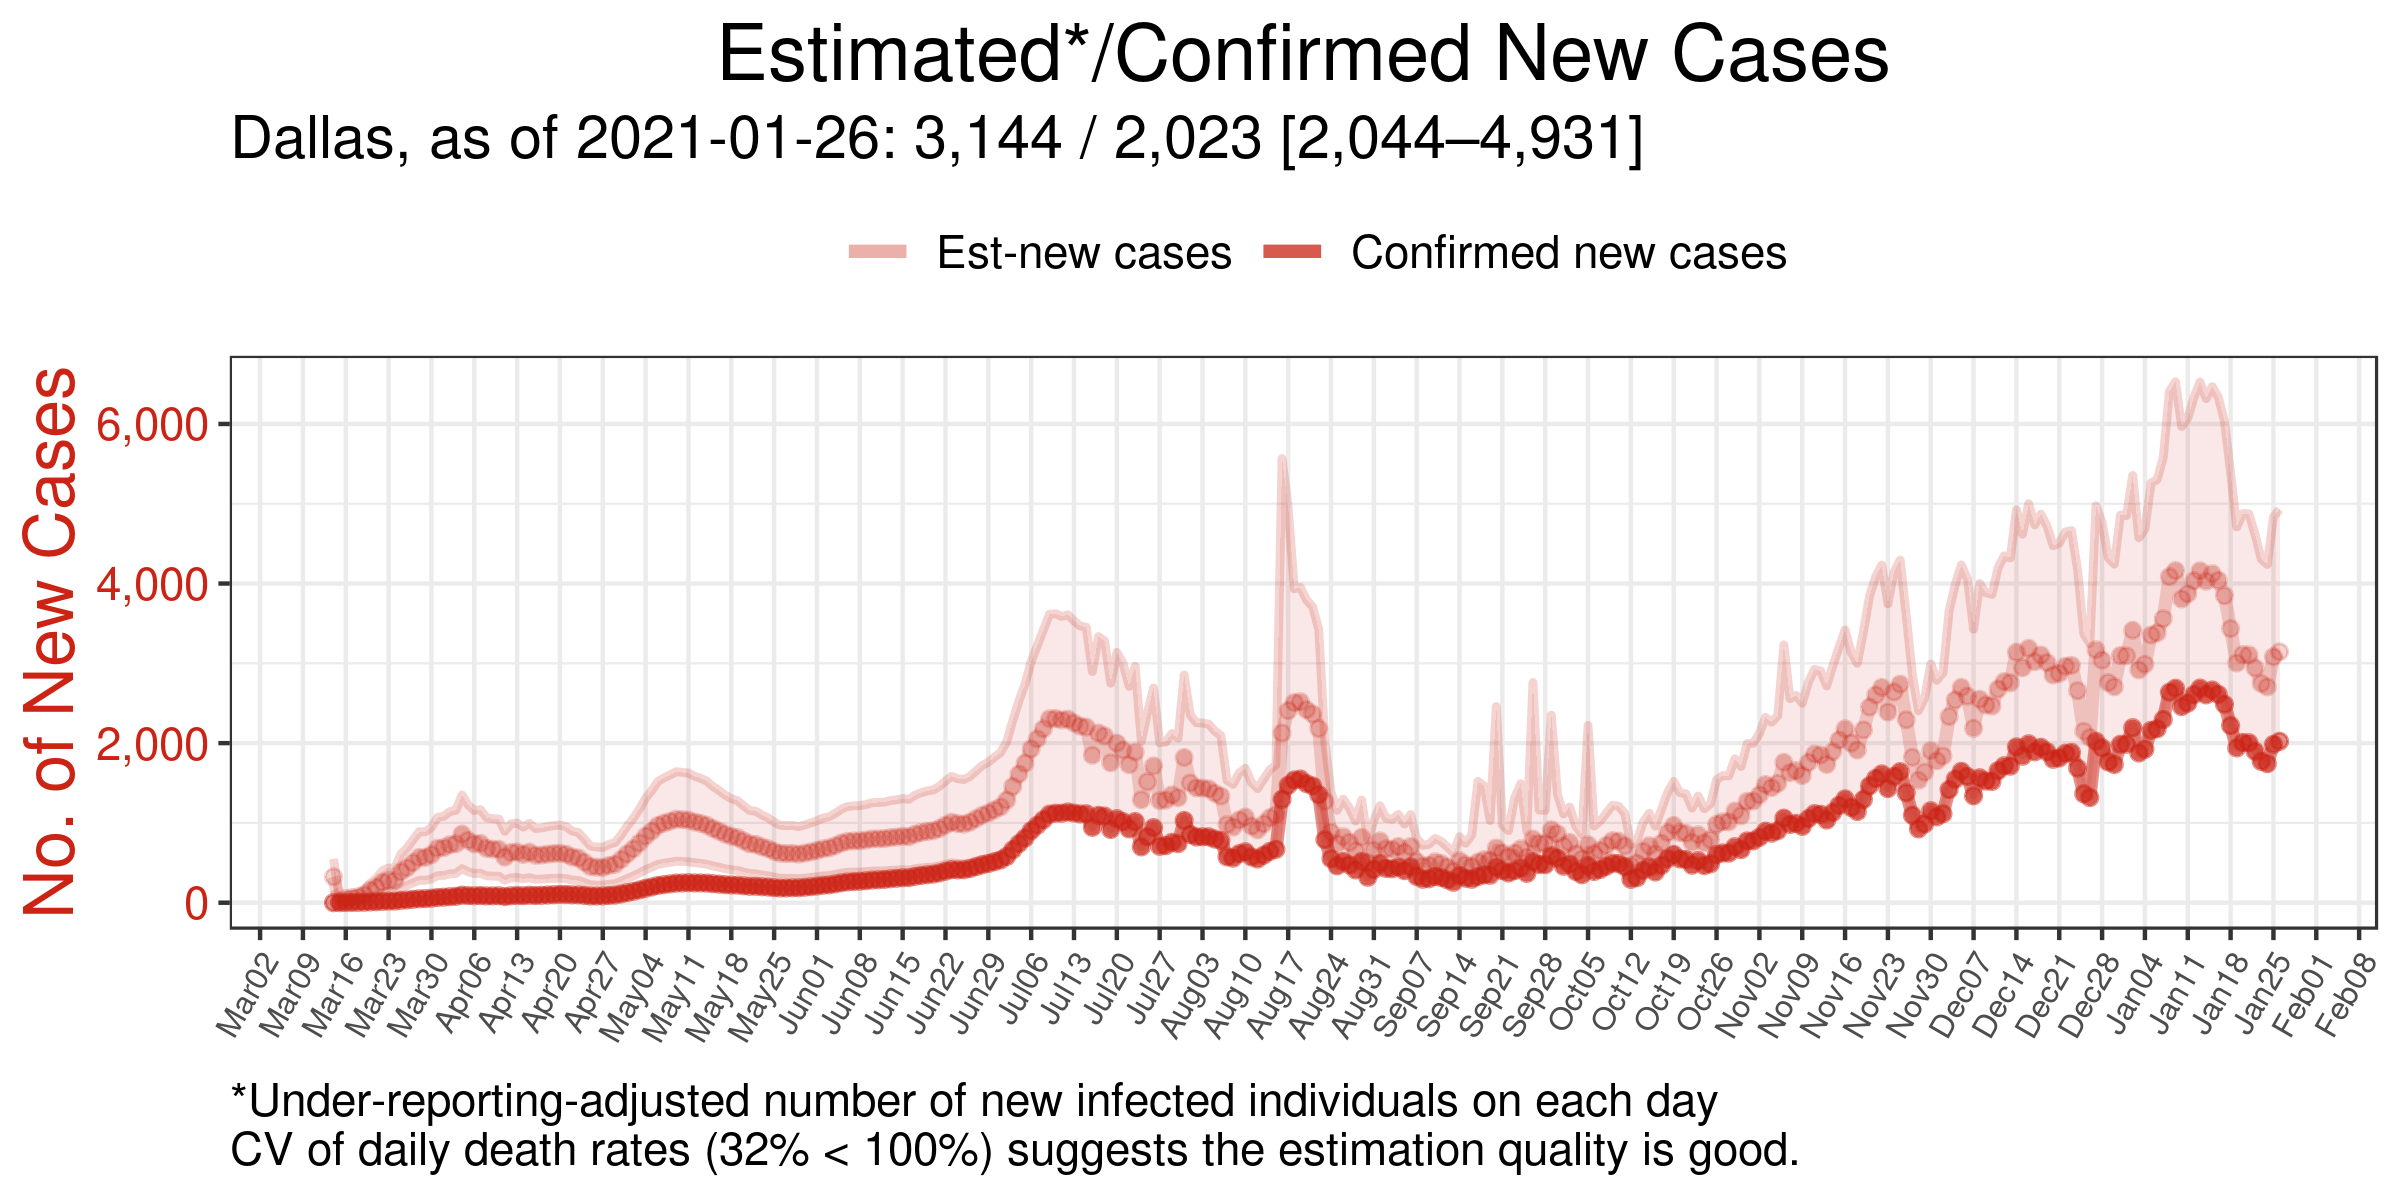 Estimated*/Confirmed New Cases
Dallas, as of 2021-01-26: 3,144 / 2,023 [2,044–4,931]
Est-new cases Confirmed new cases
No. of New Cases
6,000
4,000
2,000
0
Mar02 Mar09 Mar16 Mar23 Mar30 Apr06 Apr13 Apr20 Apr27 May04 May11 May18 May25 Jun01 Jun08 Jun15 Jun22 Jun29 Jul06 Jul13 Jul20 Jul27 Aug03 Aug10 Aug17 Aug24 Aug31 Sep07 Sep14 Sep21 Sep28 Oct05 Oct12 Oct19 Oct26 Nov02 Nov09 Nov16 Nov23 Nov30 Dec07 Dec14 Dec21 Dec28 Jan04 Jan11 Jan18 Jan25 Feb01 Feb08
*Under-reporting-adjusted number of new infected individuals on each day
CV of daily death rates (32% < 100%) suggests the estimation quality is good.